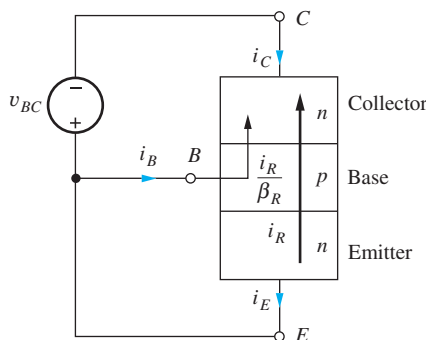 C
i_C
−
v_BC
+
n Collector
i_B B
i_R/β_R p Base
i_R
n Emitter
i_E
E